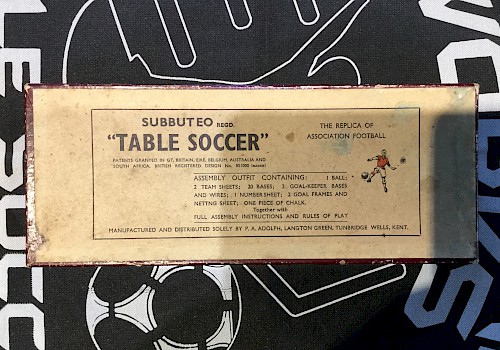 SUBBUTEO REGD.
"TABLE SOCCER"
PATENTS GRANTED IN GT. BRITAIN, EIRE, BELGIUM, AUSTRALIA AND
SOUTH AFRICA. BRITISH REGISTERED DESIGN No.
THE REPLICA OF
ASSOCIATION FOOTBALL
ASSEMBLY OUTFIT CONTAINING: 1 BALL;
2 TEAM SHEETS; 20 BASES; 2 GOAL-KEEPER BASES
AND WIRES; 1 NUMBER SHEET; 2 GOAL FRAMES AND
NETTING SHEET; ONE PIECE OF CHALK.
Together with
FULL ASSEMBLY INSTRUCTIONS AND RULES OF PLAY
MANUFACTURED AND DISTRIBUTED SOLELY BY P. A. ADOLPH, LANGTON GREEN, TUNBRIDGE WELLS, KENT.